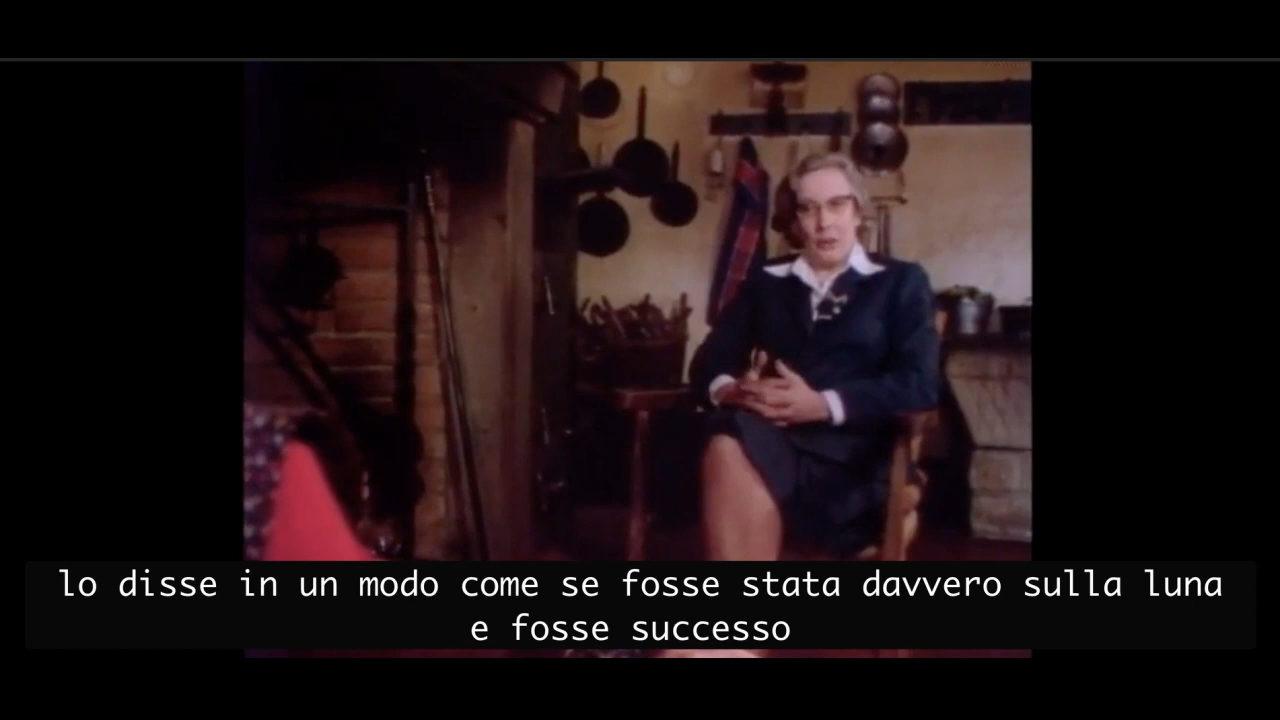 lo disse in un modo come se fosse stata davvero sulla luna
e fosse successo